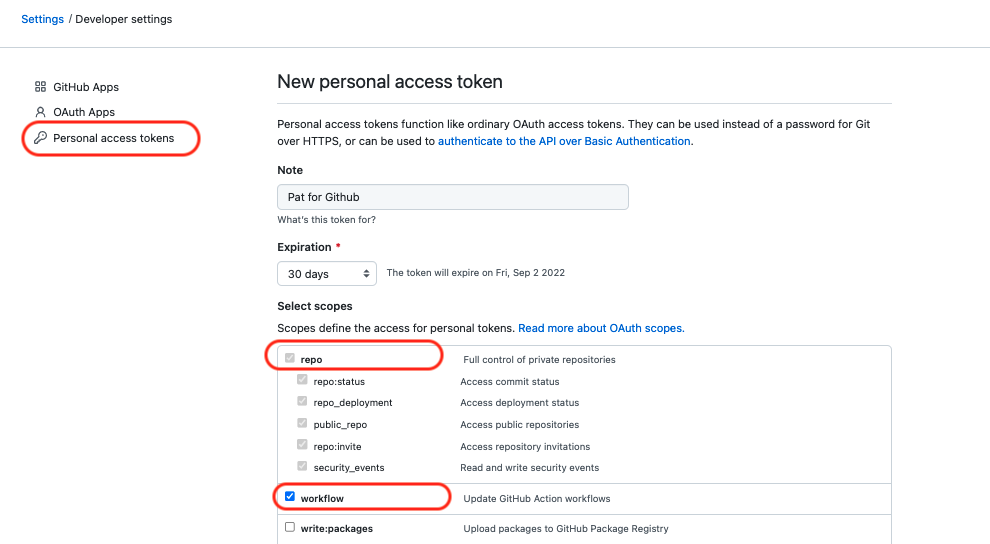 Settings / Developer settings
GitHub Apps
OAuth Apps
Personal access tokens
New personal access token
Personal access tokens function like ordinary OAuth access tokens. They can be used instead of a password for Git
over HTTPS, or can be used to authenticate to the API over Basic Authentication.
Note
Pat for Github
What's this token for?
Expiration *
30 days The token will expire on Fri, Sep 2 2022
Select scopes
Scopes define the access for personal tokens. Read more about OAuth scopes.
repo Full control of private repositories
repo:status Access commit status
repo_deployment Access deployment status
public_repo Access public repositories
repo:invite Access repository invitations
security_events Read and write security events
workflow Update GitHub Action workflows
write:packages Upload packages to GitHub Package Registry